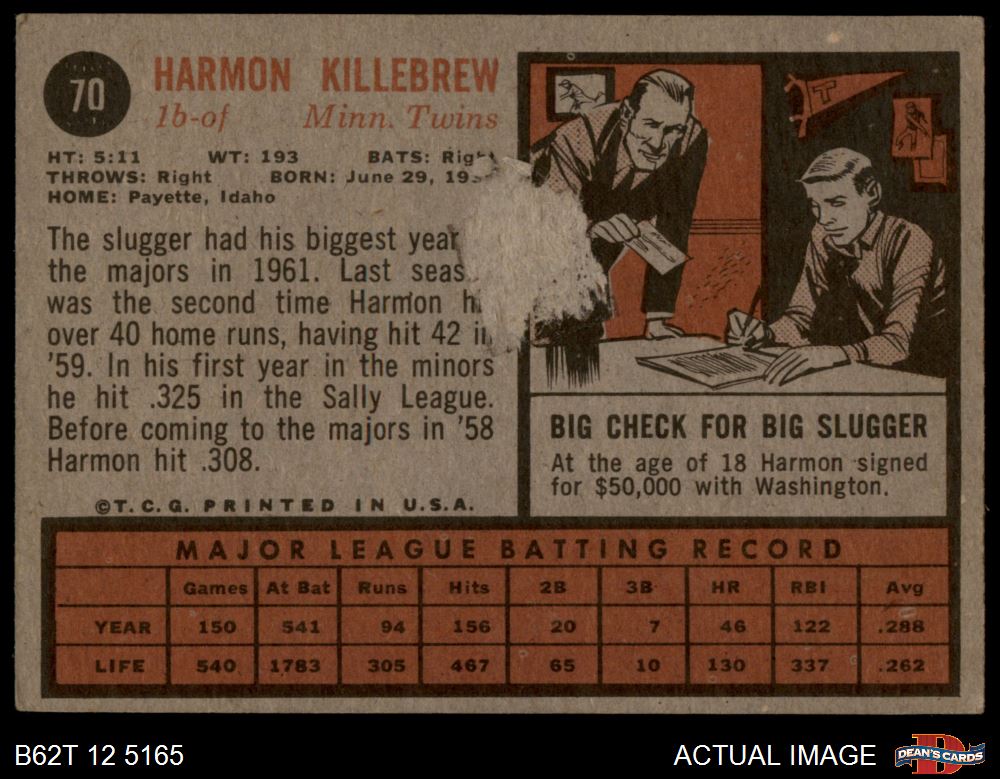 70
HARMON KILLEBREW
1b-of Minn. Twins
HT: 5:11 WT: 193 BATS:
THROWS: Right BORN: June 29,
HOME: Payette, Idaho
The slugger had his biggest year
the majors in 1961. Last
was the second time Harmon
over 40 home runs, having hit 42
'59. In his first year in the minors
he hit .325 in the Sally League.
Before coming to the majors in '58
Harmon hit .308.
©T.C.G. PRINTED IN U.S.A.
T
BIG CHECK FOR BIG SLUGGER
At the age of 18 Harmon signed
for $50,000 with Washington.
MAJOR LEAGUE BATTING RECORD
Games At Bat Runs Hits 2B 3B HR RBI Avg
YEAR 150 541 94 156 20 7 46 122 .288
LIFE 540 1783 305 467 65 10 130 337 .262
B62T 12 5165
ACTUAL IMAGE
D
DEAN'S CARDS